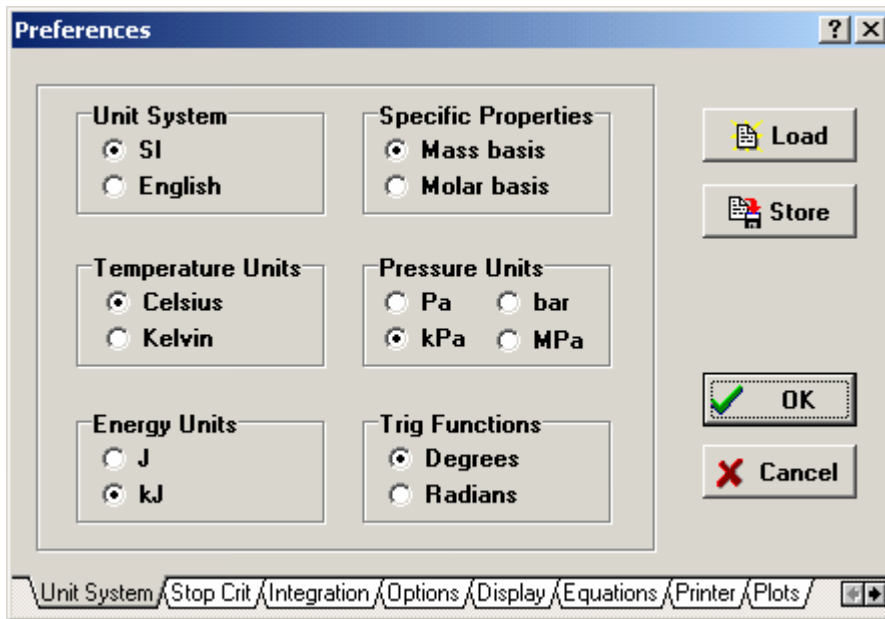 Preferences
Unit System
SI
English
Specific Properties
Mass basis
Molar basis
Load
Store
Temperature Units
Celsius
Kelvin
Pressure Units
Pa
bar
kPa
MPa
Energy Units
J
kJ
Trig Functions
Degrees
Radians
OK
Cancel
Unit System Stop Crit Integration Options Display Equations Printer Plots